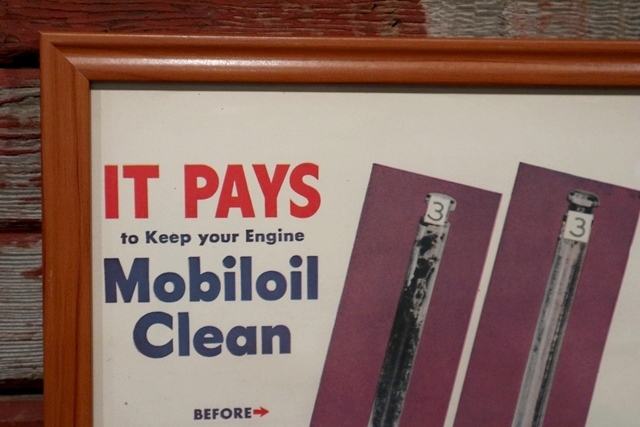 IT PAYS
to Keep your Engine
Mobiloil
Clean
BEFORE→
3
3